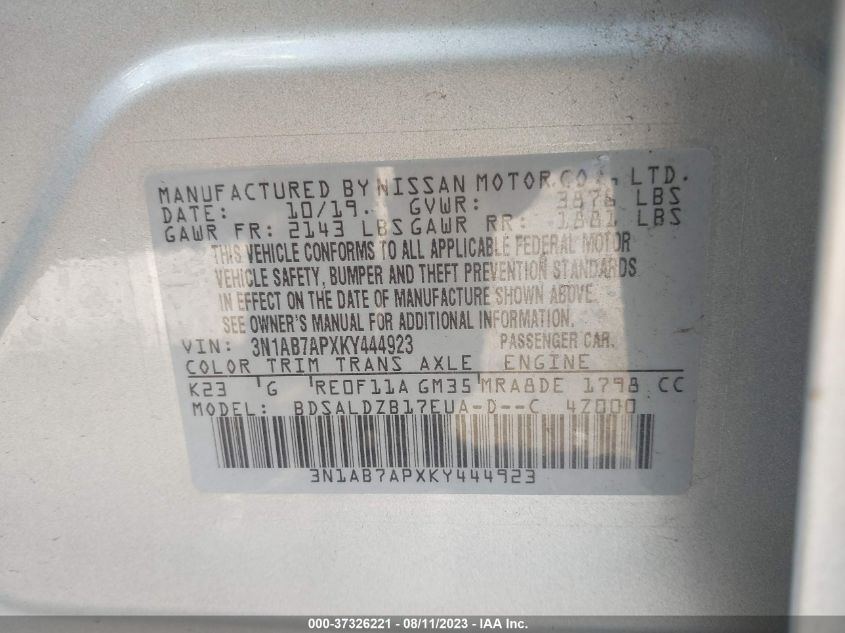 MANUFACTURED BY NISSAN MOTOR CO., LTD.
DATE: 10/19. GVWR: 3876 LBS
GAWR FR: 2143 LBS GAWR RR: 1881 LBS
THIS VEHICLE CONFORMS TO ALL APPLICABLE FEDERAL MOTOR
VEHICLE SAFETY, BUMPER AND THEFT PREVENTION STANDARDS
IN EFFECT ON THE DATE OF MANUFACTURE SHOWN ABOVE.
SEE OWNER'S MANUAL FOR ADDITIONAL INFORMATION.
VIN: 3N1AB7APXKY444923 PASSENGER CAR.
COLOR TRIM TRANS AXLE ENGINE
K23 G RE0F11A GM35 MRA8DE 1798 CC
MODEL: BDSALDZB17EUA-D--C 4Z000
3N1AB7APXKY444923
000-37326221 - 08/11/2023 - IAA Inc.